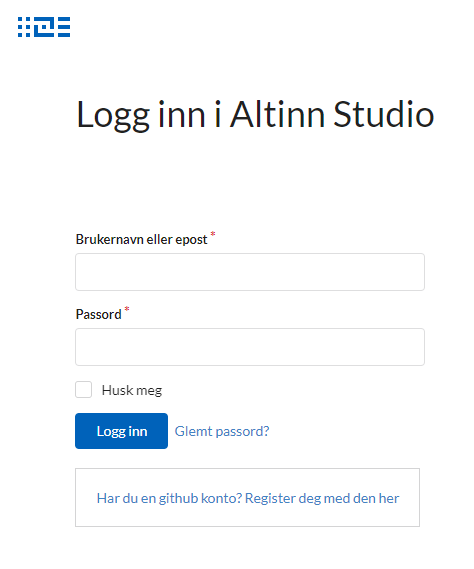 Logg inn i Altinn Studio
Brukernavn eller epost *
Passord *
Husk meg
Logg inn Glemt passord?
Har du en github konto? Register deg med den her